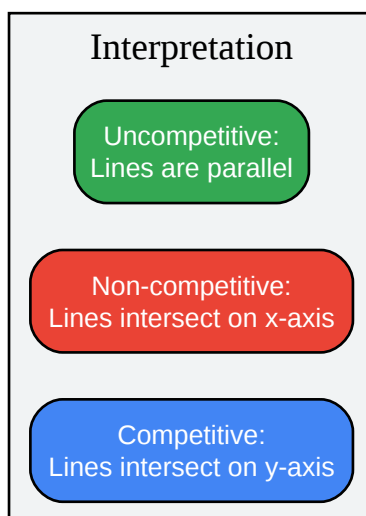 Interpretation
Uncompetitive:
Lines are parallel
Non-competitive:
Lines intersect on x-axis
Competitive:
Lines intersect on y-axis